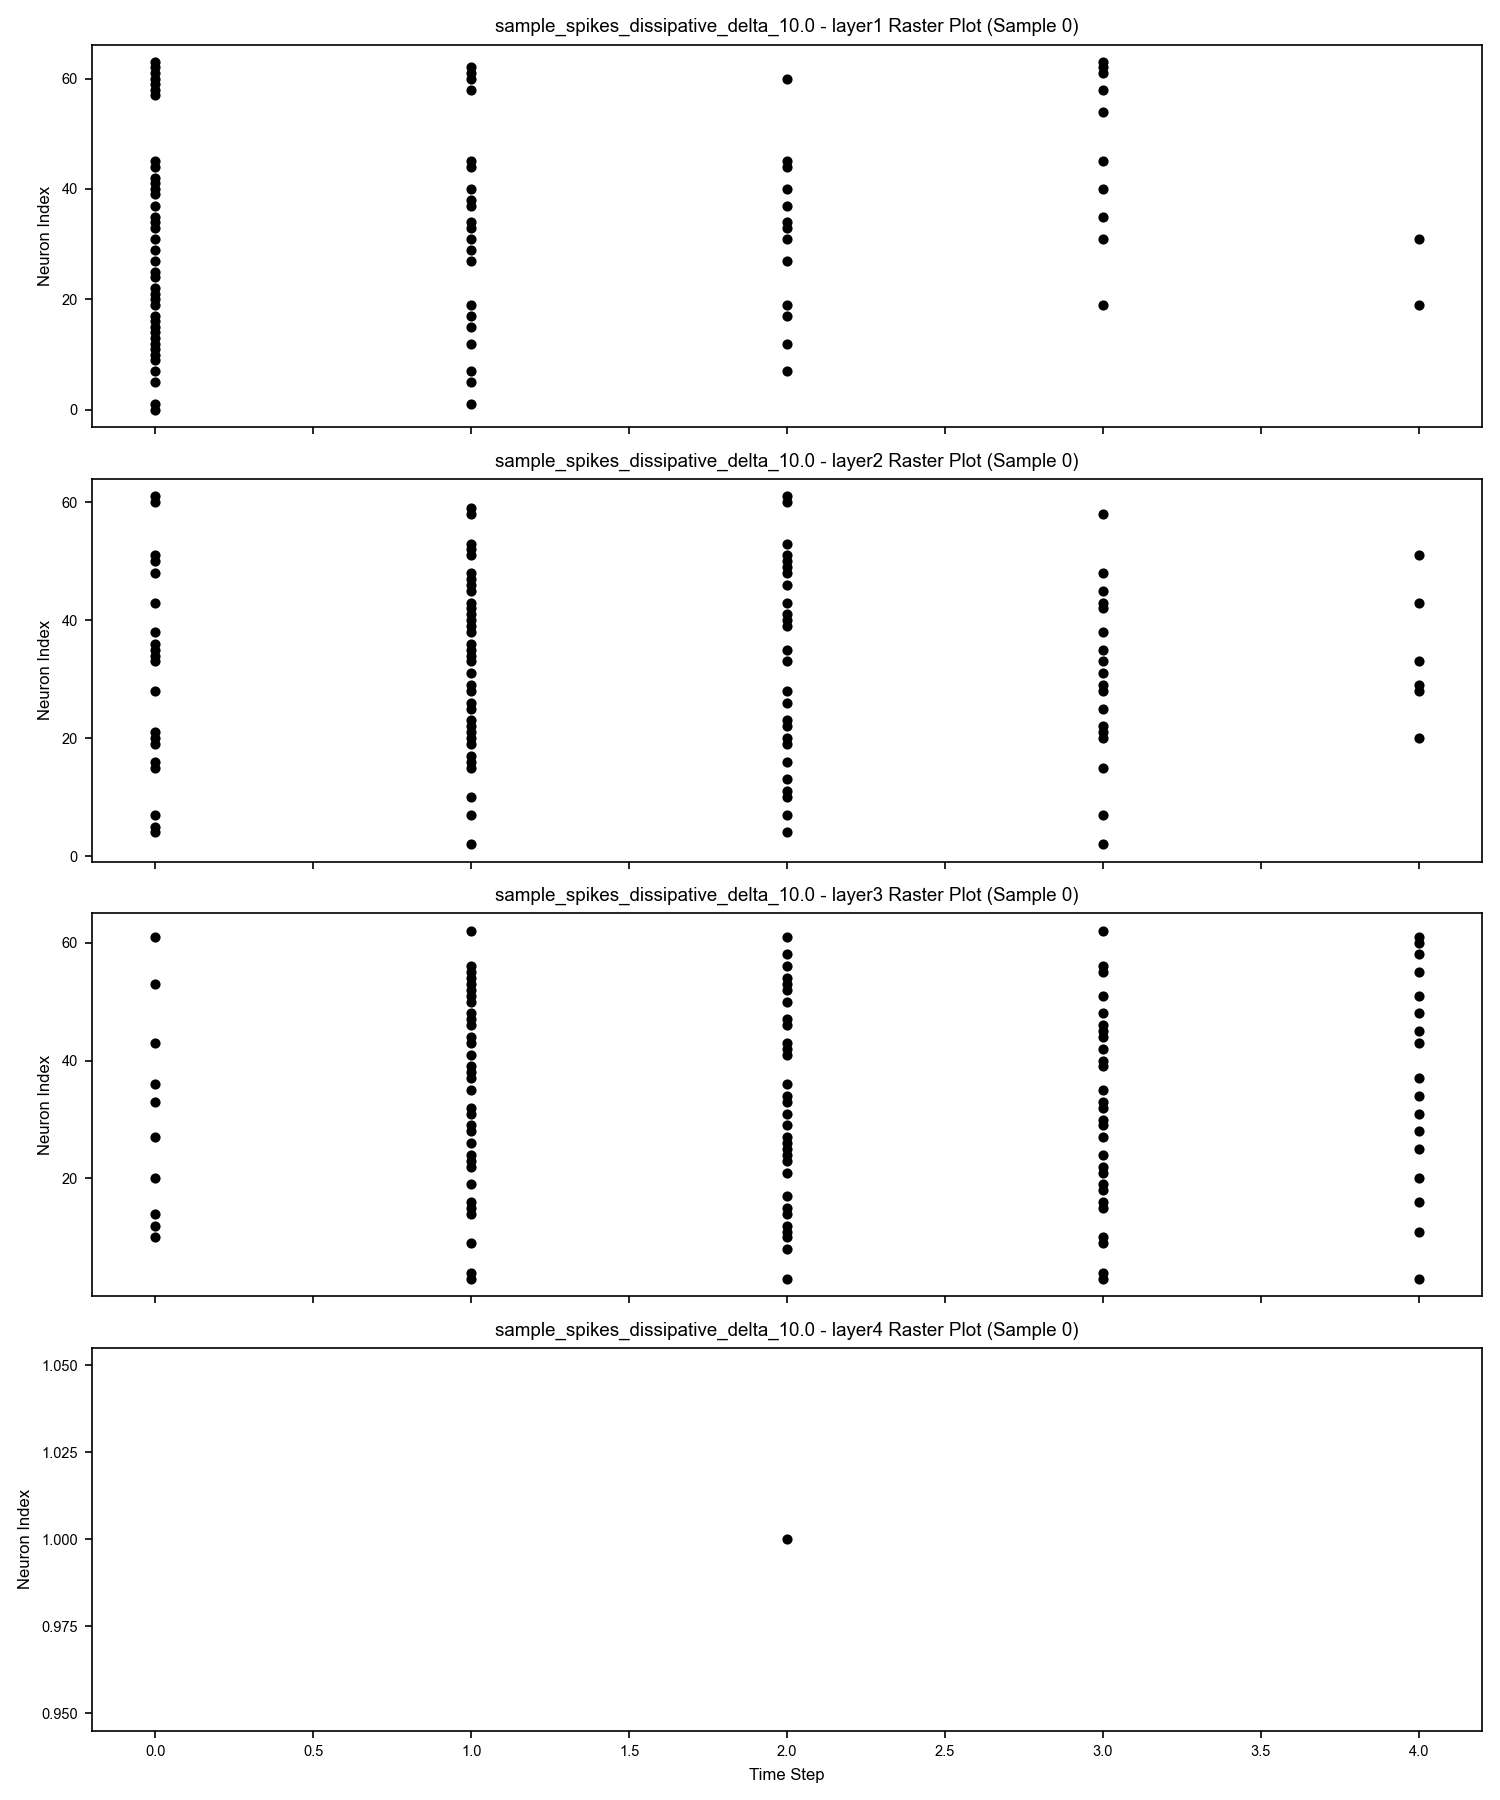 sample_spikes_dissipative_delta_10.0 - layer1 Raster Plot (Sample 0)
60
40
20
0
Neuron Index
sample_spikes_dissipative_delta_10.0 - layer2 Raster Plot (Sample 0)
60
40
20
0
Neuron Index
sample_spikes_dissipative_delta_10.0 - layer3 Raster Plot (Sample 0)
60
40
20
Neuron Index
sample_spikes_dissipative_delta_10.0 - layer4 Raster Plot (Sample 0)
1.050
1.025
1.000
0.975
0.950
Neuron Index
0.0 0.5 1.0 1.5 2.0 2.5 3.0 3.5 4.0
Time Step